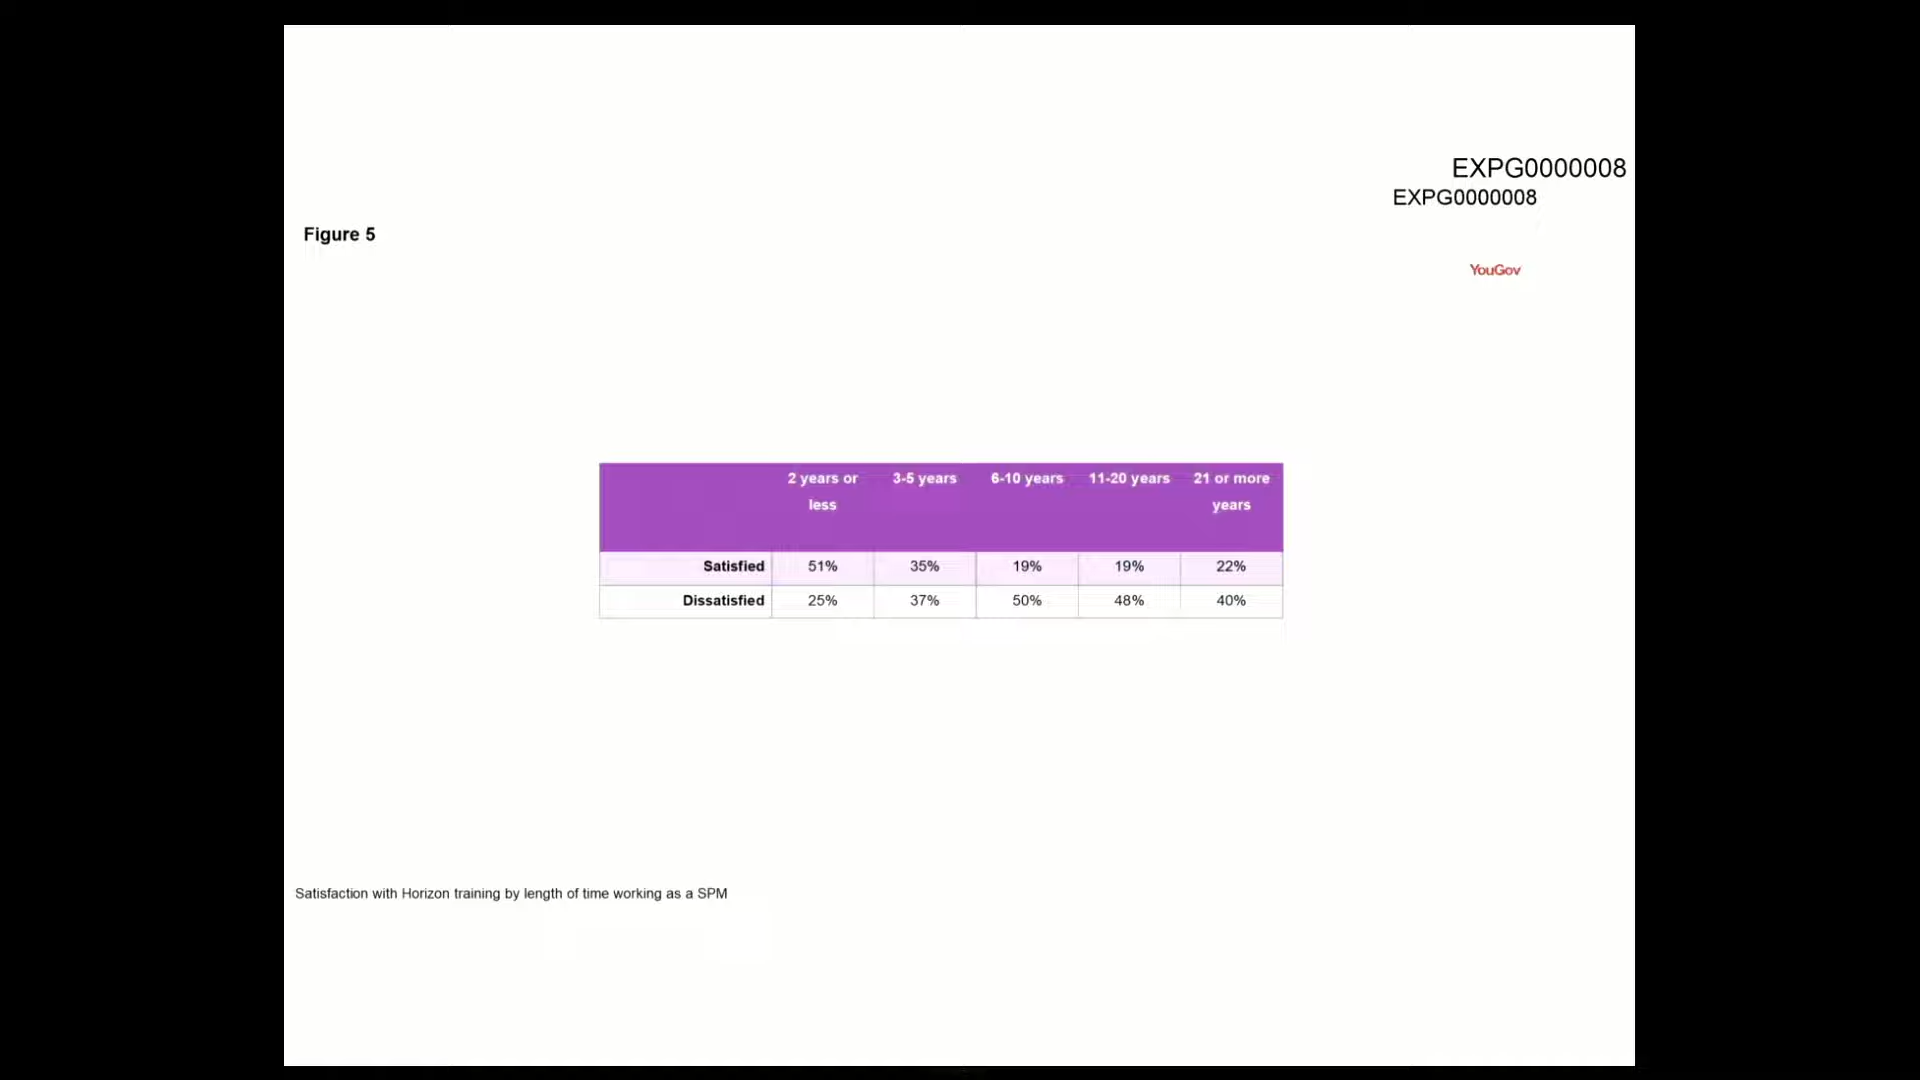 EXPG0000008
EXPG0000008
Figure 5
YouGov
2 years or less 3-5 years 6-10 years 11-20 years 21 or more years
Satisfied 51% 35% 19% 19% 22%
Dissatisfied 25% 37% 50% 48% 40%
Satisfaction with Horizon training by length of time working as a SPM